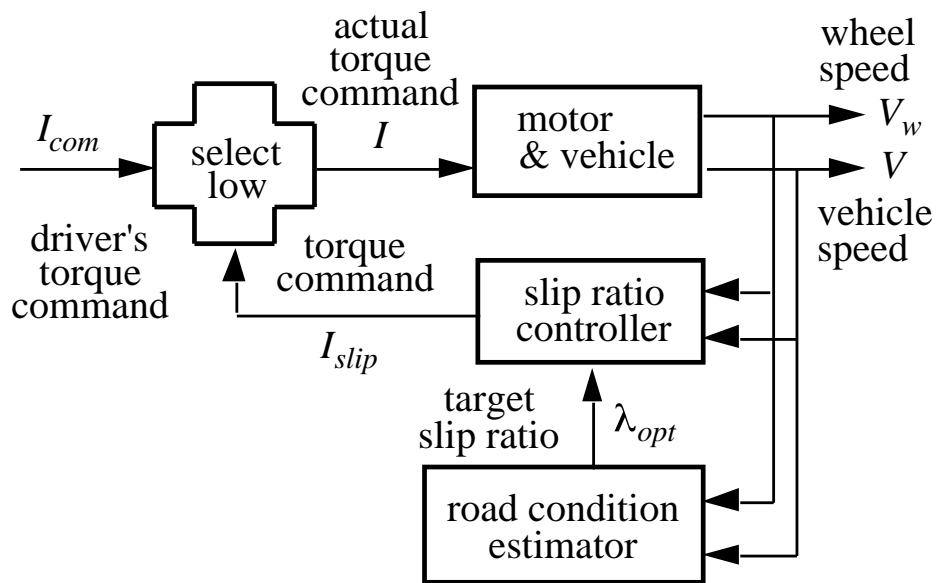 actual
torque
command
I
wheel
speed
V_w
V
vehicle
speed
I_com
driver's
torque
command
select
low
motor
& vehicle
torque
command
I_slip
slip ratio
controller
target
slip ratio
λ_opt
road condition
estimator